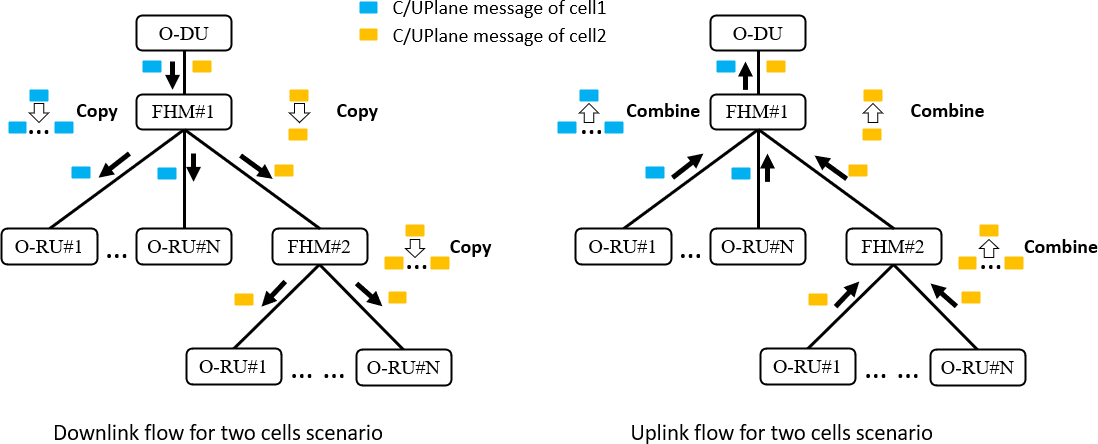 C/UPlane message of cell1
C/UPlane message of cell2
O-DU
FHM#1
Copy
Copy
O-RU#1
...
O-RU#N
FHM#2
Copy
O-RU#1
... ...
O-RU#N
Downlink flow for two cells scenario
O-DU
FHM#1
Combine
Combine
O-RU#1
...
O-RU#N
FHM#2
Combine
O-RU#1
... ...
O-RU#N
Uplink flow for two cells scenario